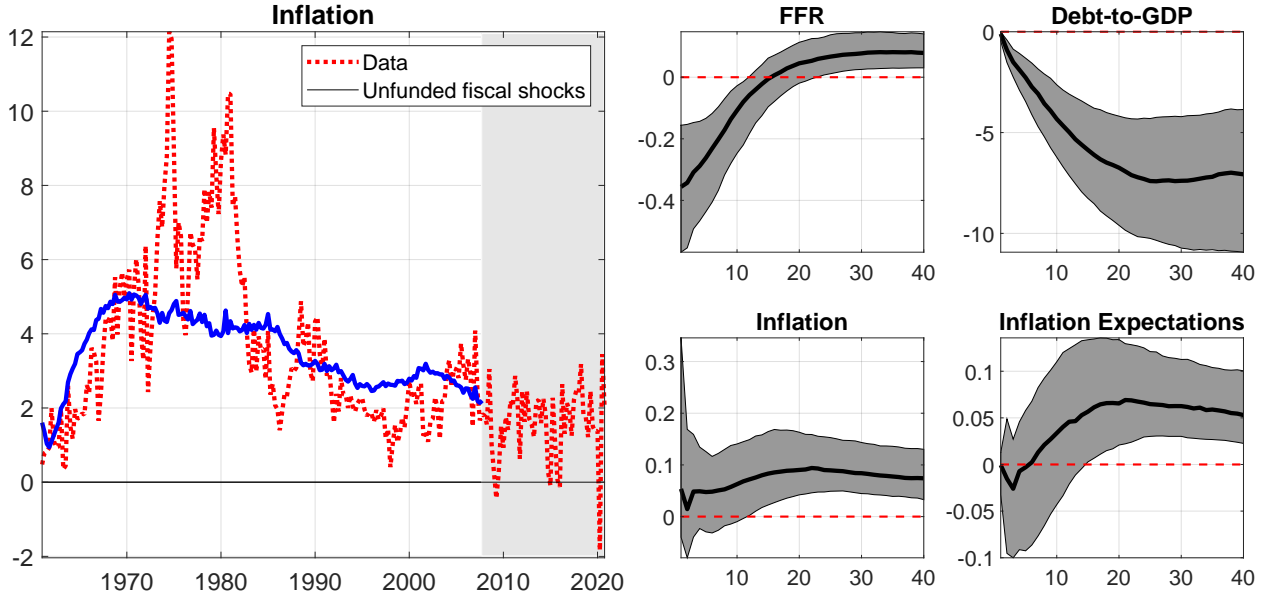 Inflation
12
10
8
6
4
2
0
-2
1970 1980 1990 2000 2010 2020
Data
Unfunded fiscal shocks
FFR
0
-0.2
-0.4
10 20 30 40
Debt-to-GDP
0
-5
-10
10 20 30 40
Inflation
0.3
0.2
0.1
0
10 20 30 40
Inflation Expectations
0.1
0.05
0
-0.05
-0.1
10 20 30 40